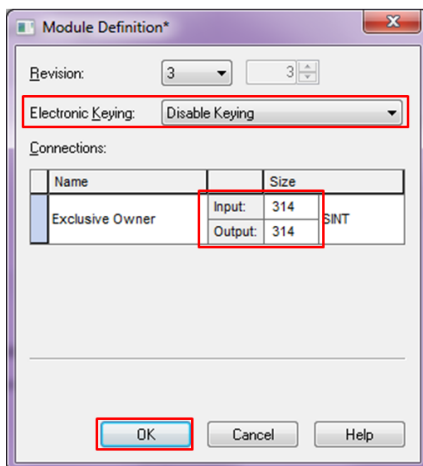 Module Definition*
Revision: 3 3
Electronic Keying: Disable Keying
Connections:
Name Size
Exclusive Owner Input: 314 SINT
Output: 314
OK Cancel Help